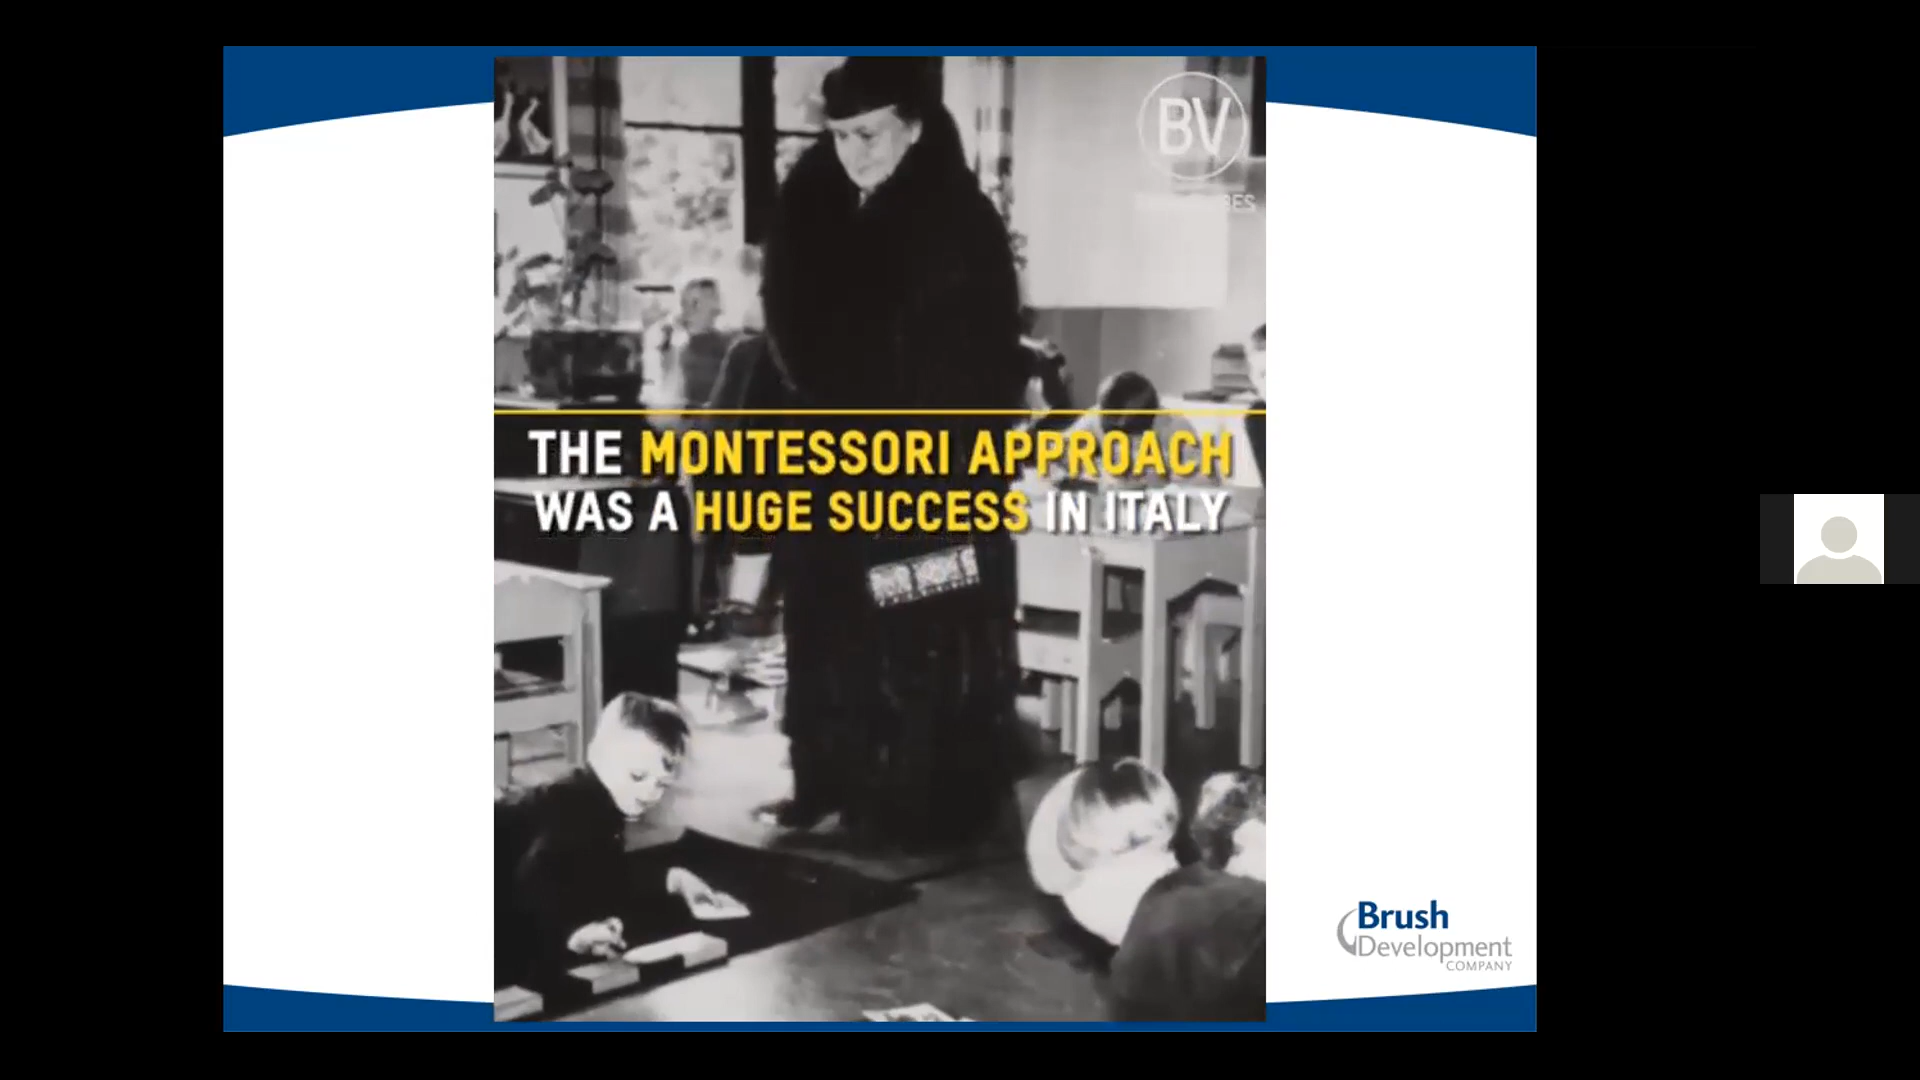 BV
THE MONTESSORI APPROACH
WAS A HUGE SUCCESS IN ITALY
Brush
Development
COMPANY